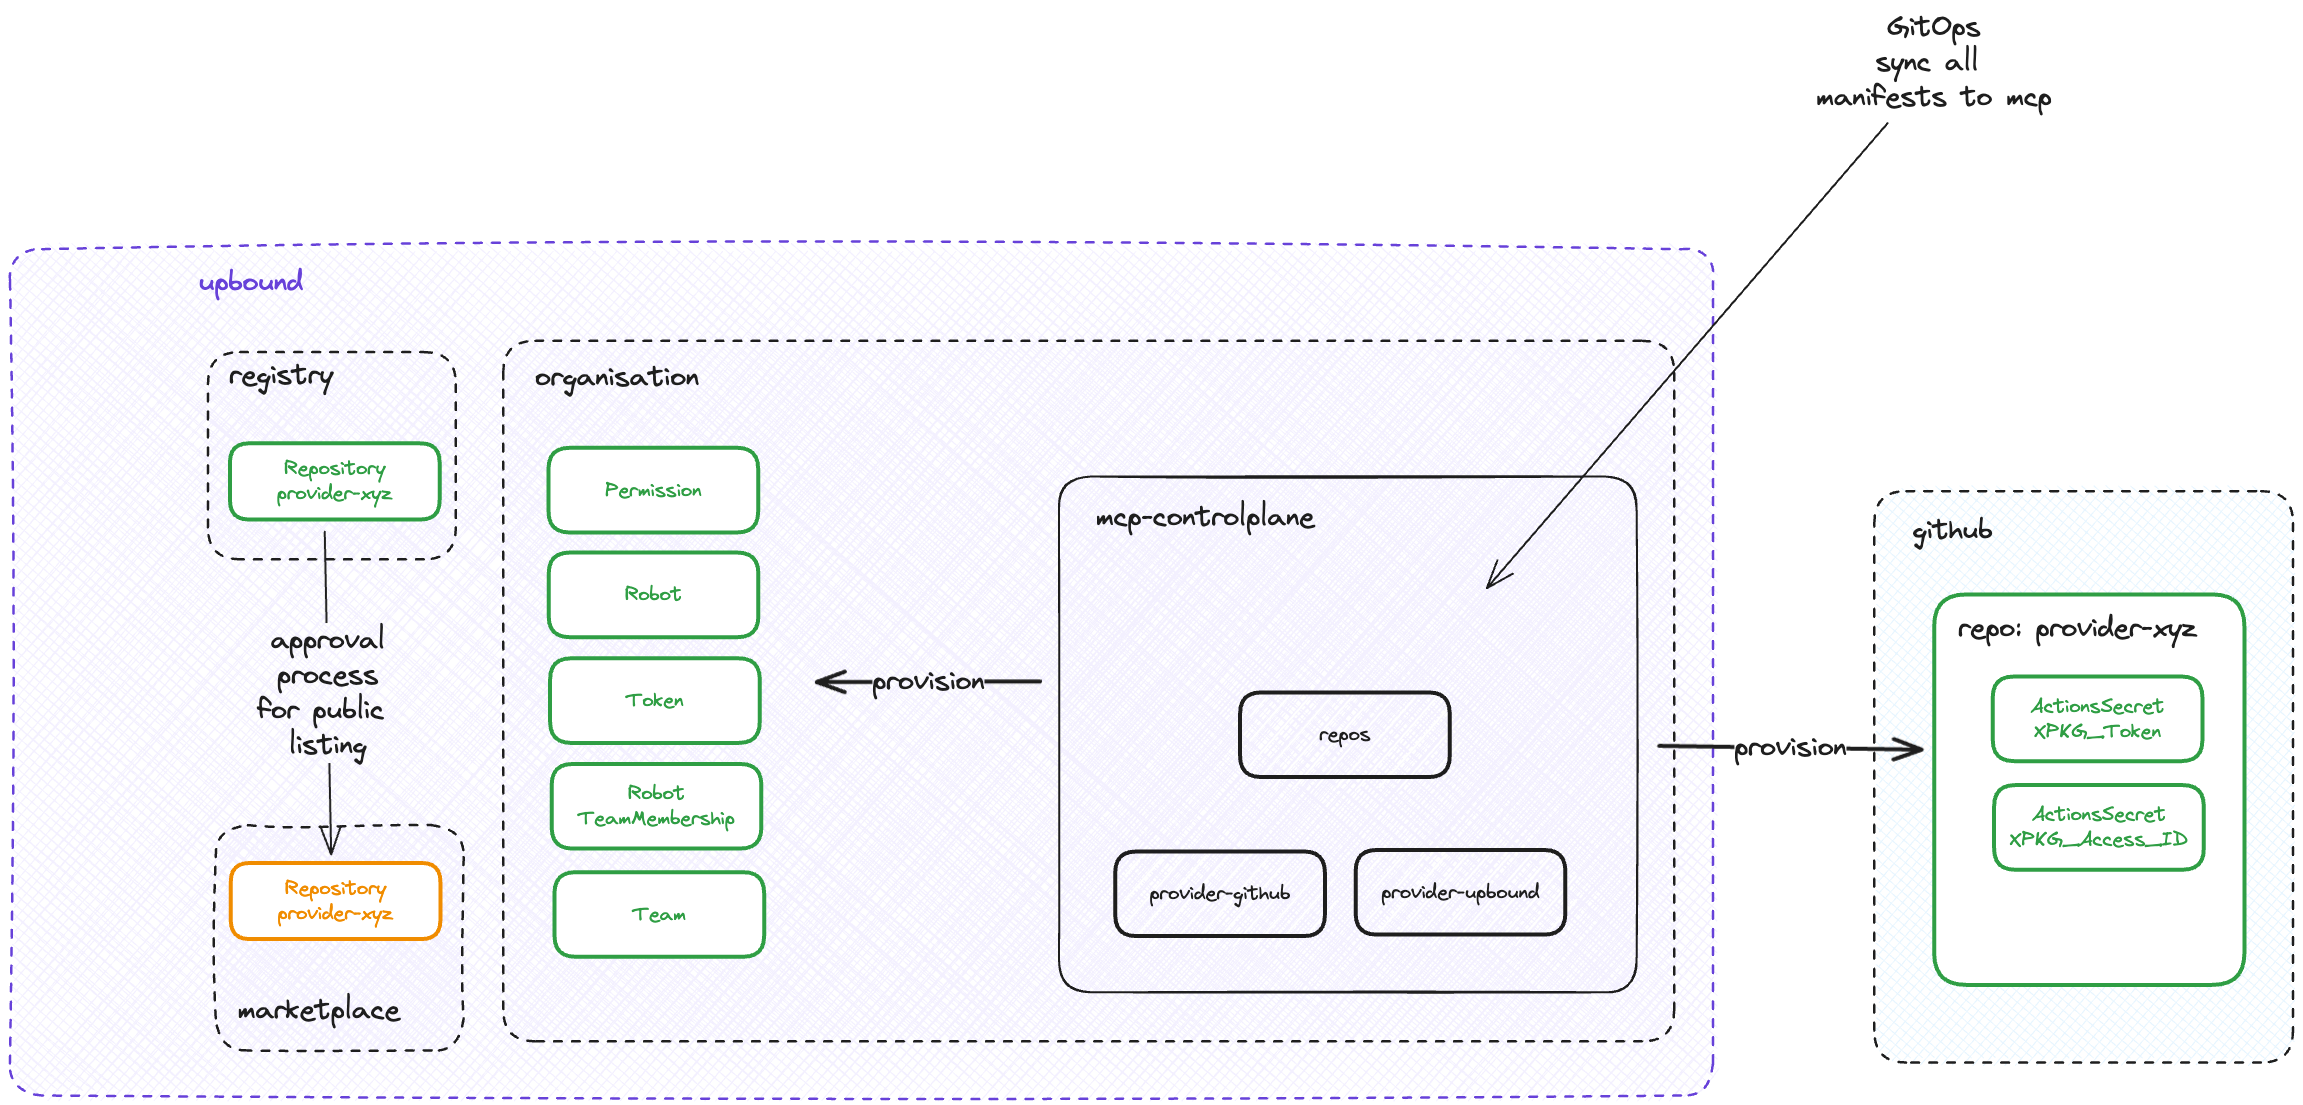 GitOps
sync all
manifests to mcp
upbound
registry
Repository
provider-xyz
approval
process
for public
listing
Repository
provider-xyz
marketplace
organisation
Permission
Robot
Token
Robot
TeamMembership
Team
provision
mcp-controlplane
repos
provider-github
provider-upbound
provision
github
repo: provider-xyz
ActionsSecret
XPKG_Token
ActionsSecret
XPKG_Access_ID